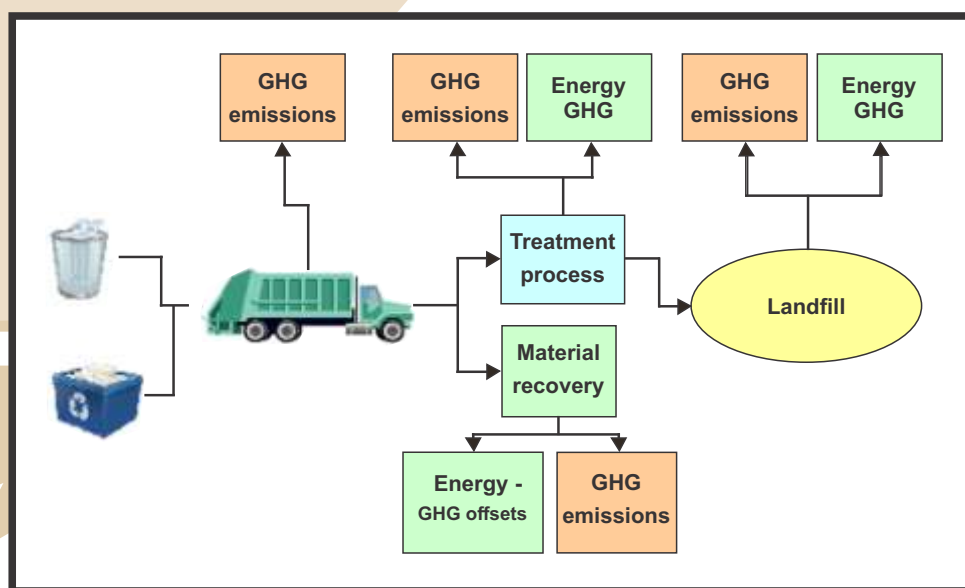 GHG
emissions
GHG
emissions
Energy
GHG
GHG
emissions
Energy
GHG
Treatment
process
Landfill
Material
recovery
Energy -
GHG offsets
GHG
emissions